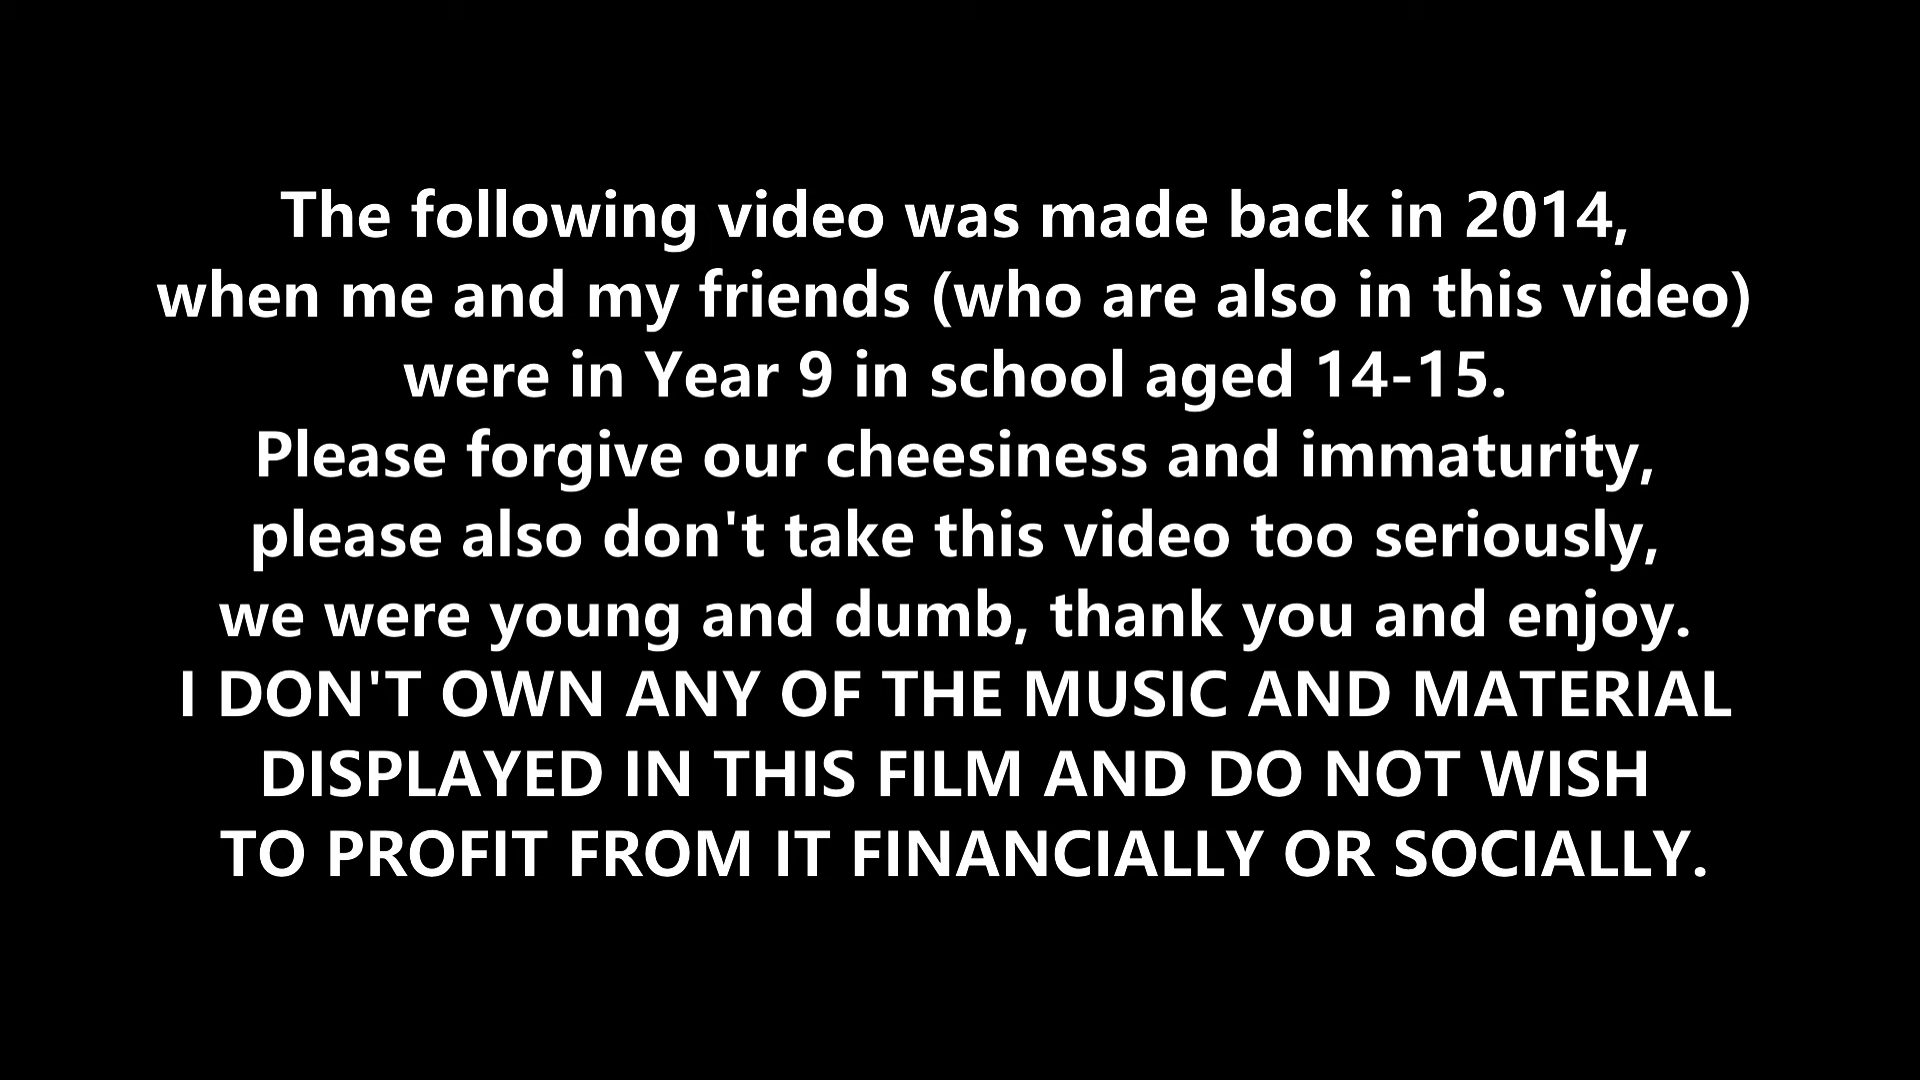 The following video was made back in 2014,
when me and my friends (who are also in this video)
were in Year 9 in school aged 14-15.
Please forgive our cheesiness and immaturity,
please also don't take this video too seriously,
we were young and dumb, thank you and enjoy.
I DON'T OWN ANY OF THE MUSIC AND MATERIAL
DISPLAYED IN THIS FILM AND DO NOT WISH
TO PROFIT FROM IT FINANCIALLY OR SOCIALLY.